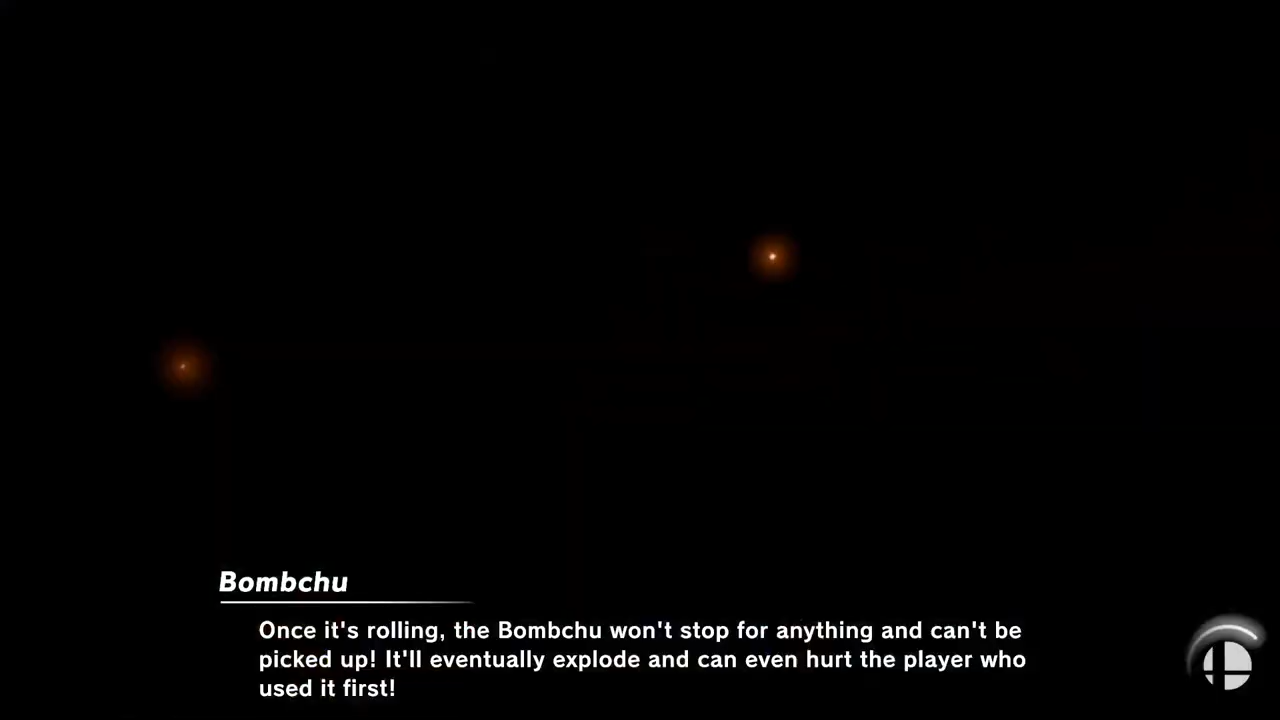 Bombchu
Once it's rolling, the Bombchu won't stop for anything and can't be
picked up! It'll eventually explode and can even hurt the player who
used it first!